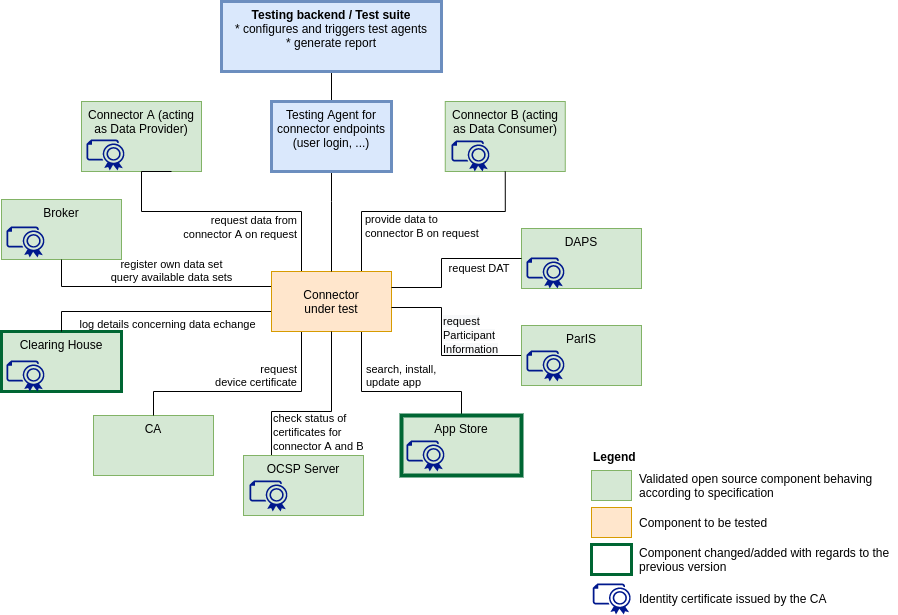 Testing backend / Test suite
* configures and triggers test agents
* generate report
Connector A (acting
as Data Provider)
Testing Agent for
connector endpoints
(user login, ...)
Connector B (acting
as Data Consumer)
Broker
request data from
connector A on request
provide data to
connector B on request
DAPS
register own data set
query available data sets
request DAT
Connector
under test
log details concerning data echange
Clearing House
request
Participant
Information
ParIS
request
device certificate
search, install,
update app
CA
check status of
certificates for
connector A and B
App Store
OCSP Server
Legend
Validated open source component behaving
according to specification
Component to be tested
Component changed/added with regards to the
previous version
Identity certificate issued by the CA